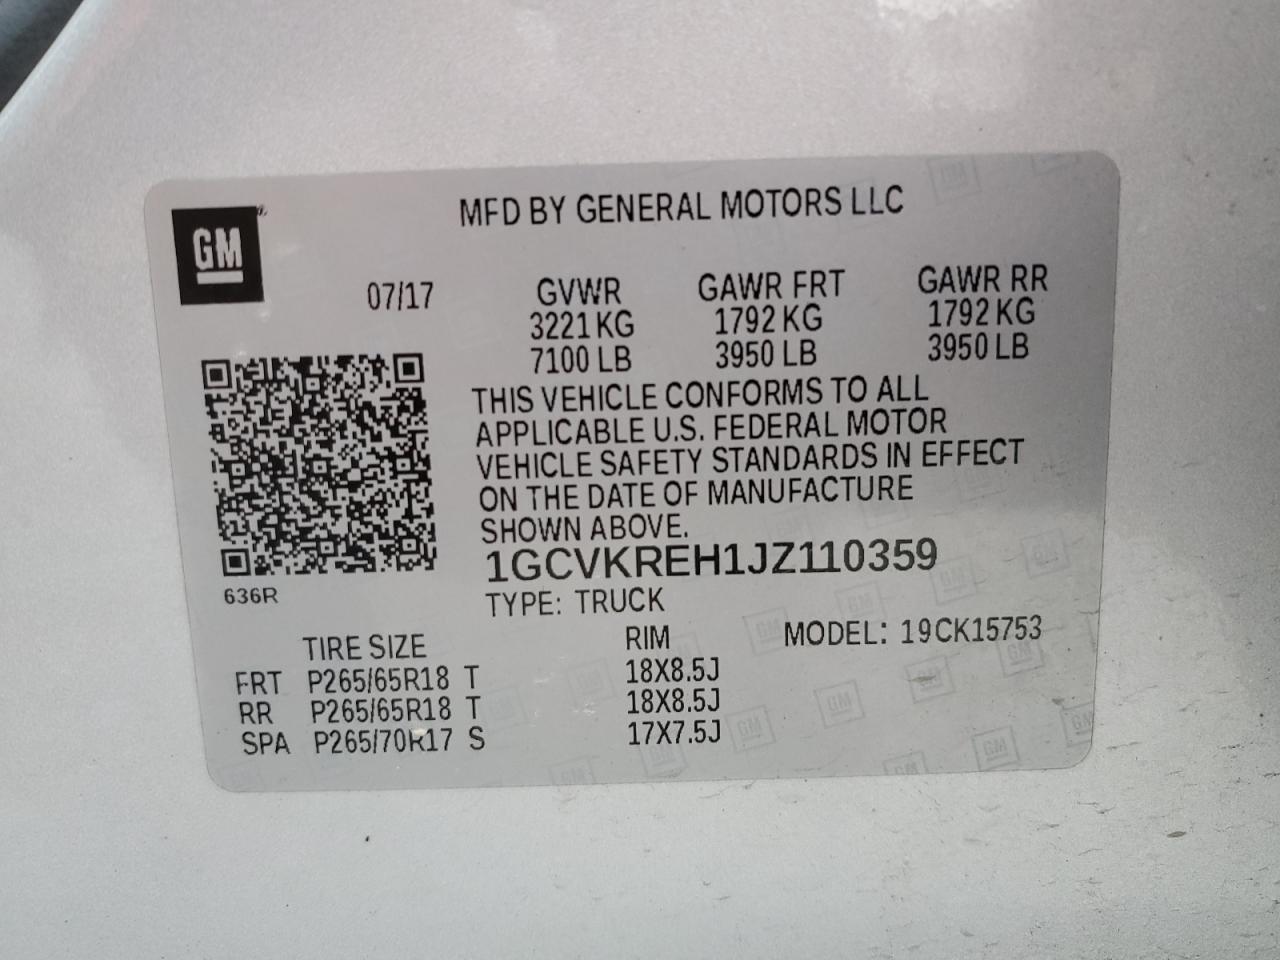 GM
MFD BY GENERAL MOTORS LLC
07/17 GVWR GAWR FRT GAWR RR
3221 KG 1792 KG 1792 KG
7100 LB 3950 LB 3950 LB
THIS VEHICLE CONFORMS TO ALL
APPLICABLE U.S. FEDERAL MOTOR
VEHICLE SAFETY STANDARDS IN EFFECT
ON THE DATE OF MANUFACTURE
SHOWN ABOVE.
1GCVKREH1JZ110359
636R
TYPE: TRUCK
TIRE SIZE RIM MODEL: 19CK15753
FRT P265/65R18 T 18X8.5J
RR P265/65R18 T 18X8.5J
SPA P265/70R17 S 17X7.5J